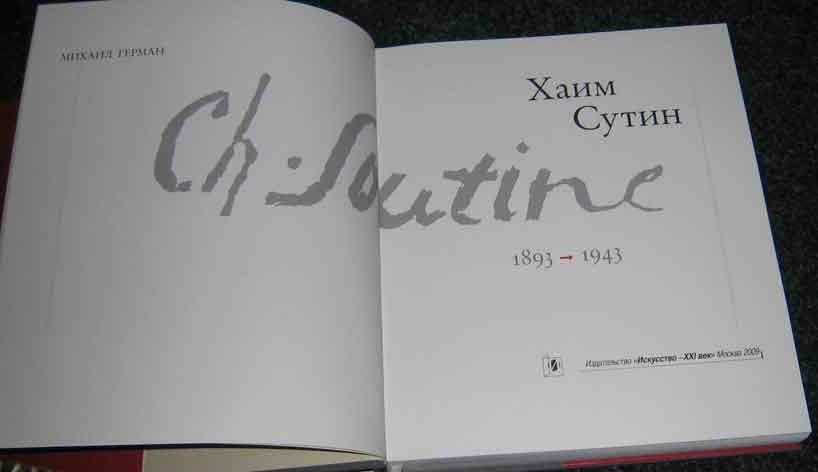 МИХАИЛ ГЕРМАН
Ch. Soutine
Хаим
Сутин
1893 → 1943
Издательство «Искусство –XXI век» Москва 2009